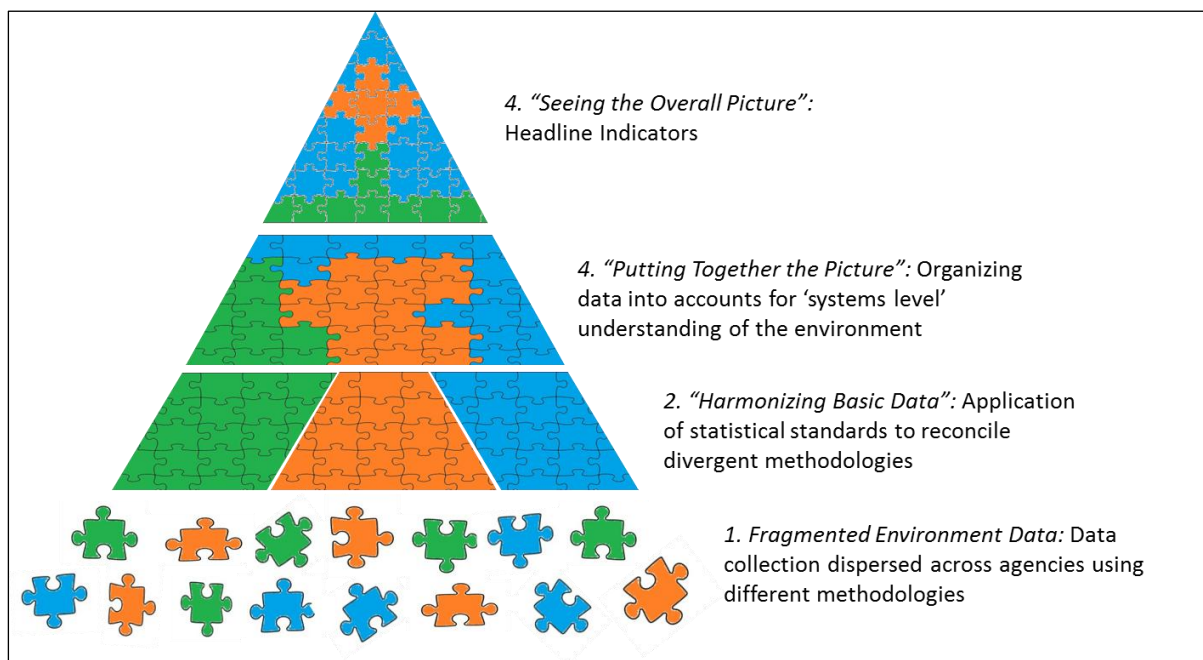 4. “Seeing the Overall Picture”:
Headline Indicators
4. “Putting Together the Picture”: Organizing
data into accounts for ‘systems level’
understanding of the environment
2. “Harmonizing Basic Data”: Application
of statistical standards to reconcile
divergent methodologies
1. Fragmented Environment Data: Data
collection dispersed across agencies using
different methodologies